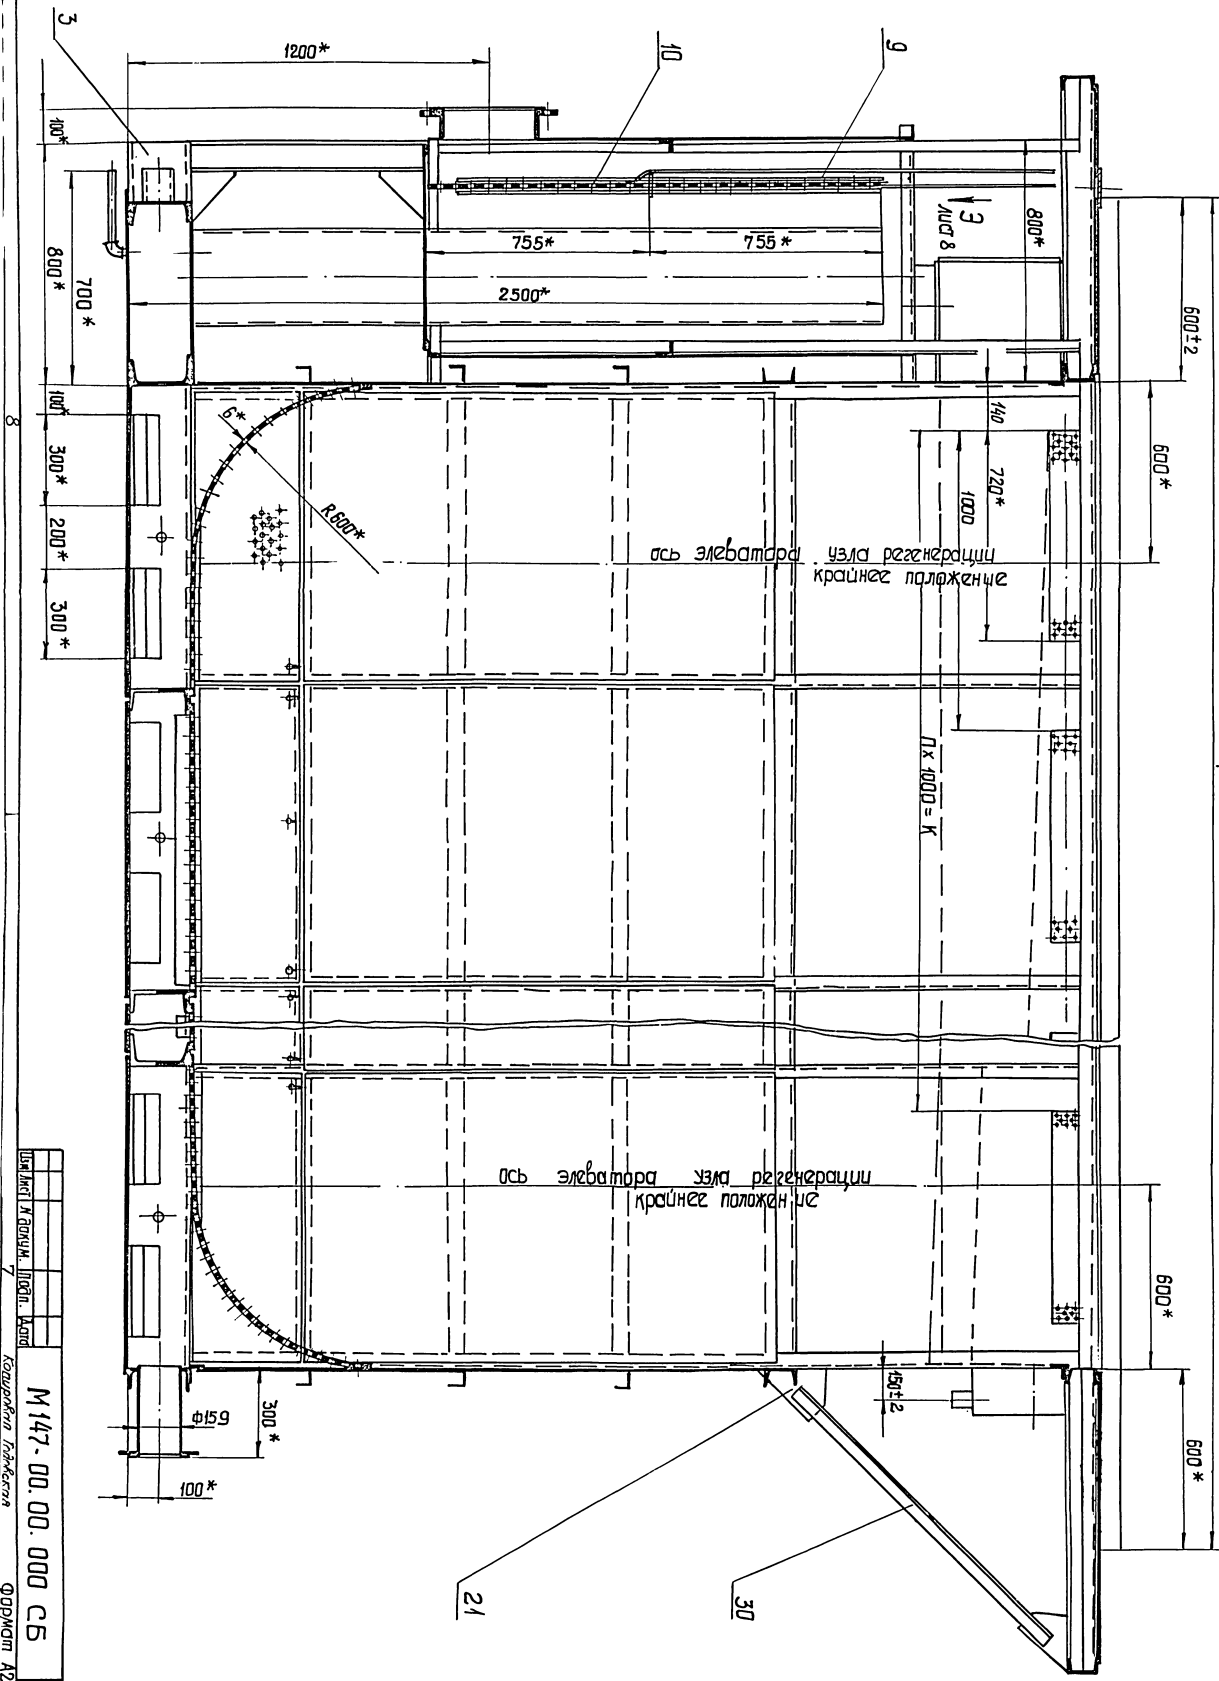 3
1200*
10
9
100*
Э
Лист 8
800*
600±2
755*
755*
800*
700*
2500*
100*
6*
140
600*
300*
720*
1000
R600*
200*
ось элеватора узла регенерации
крайнее положение
300*
8
П х 1000 = К
ось элеватора узла регенерации
крайнее положение
600*
150±2
600*
300*
Ф159
100*
30
21
Изм Лист N докум. Подп. Дата
7
М147-00.00.000 СБ
Копировал
Формат А2